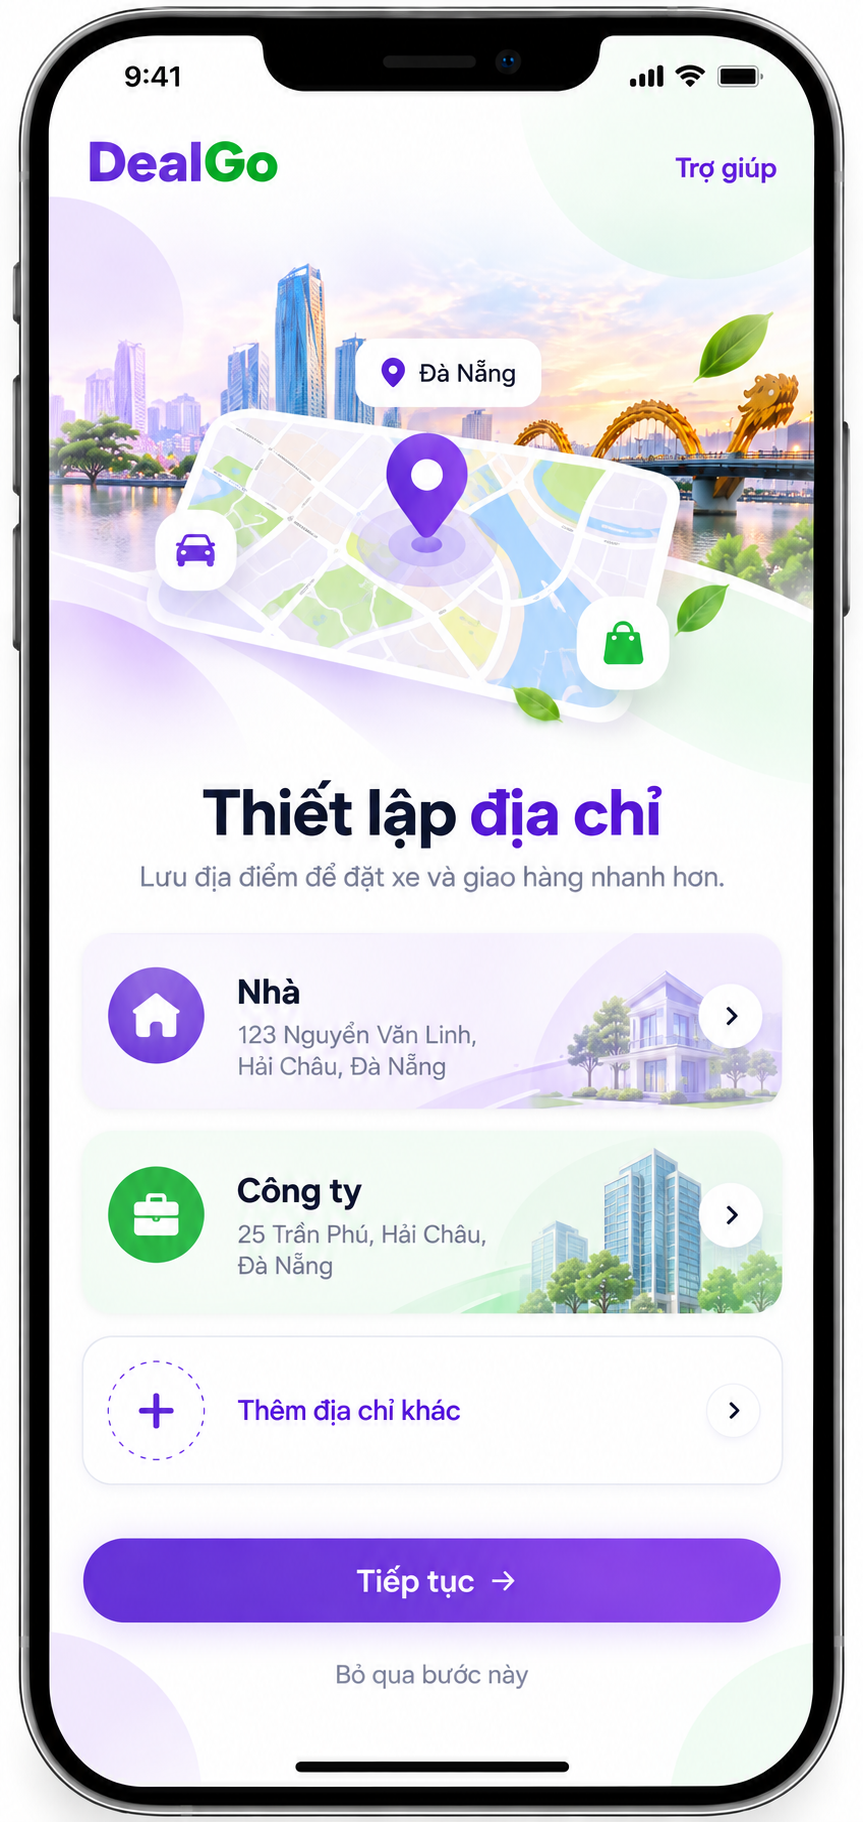 9:41
DealGo
Trợ giúp
Đà Nẵng
Thiết lập địa chỉ
Lưu địa điểm để đặt xe và giao hàng nhanh hơn.
Nhà
123 Nguyển Văn Linh,
Hải Châu, Đà Nẵng
Công ty
25 Trần Phú, Hải Châu,
Đà Nẵng
Thêm địa chỉ khác
Tiếp tục →
Bỏ qua bước này